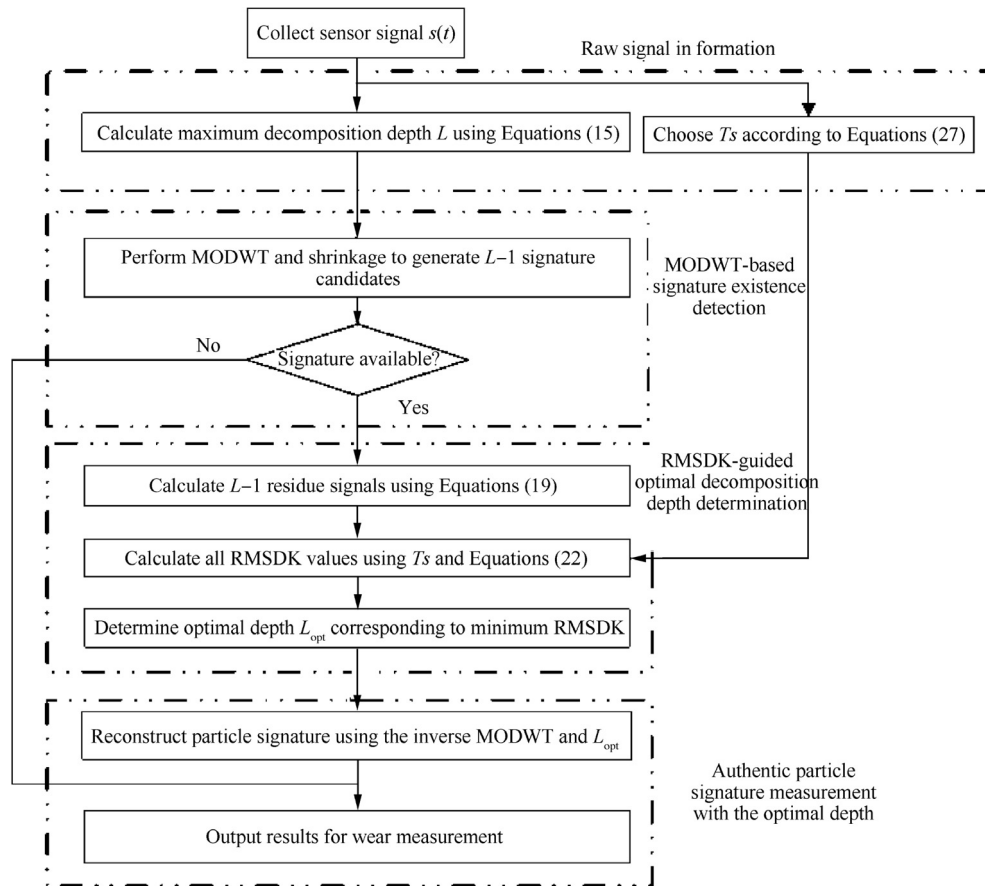 Collect sensor signal s(t)
Raw signal in formation
Calculate maximum decomposition depth L using Equations (15)
Choose Ts according to Equations (27)
Perform MODWT and shrinkage to generate L−1 signature
candidates
MODWT-based
signature existence
detection
No
Signature available?
Yes
RMSDK-guided
optimal decomposition
depth determination
Calculate L−1 residue signals using Equations (19)
Calculate all RMSDK values using Ts and Equations (22)
Determine optimal depth Lopt corresponding to minimum RMSDK
Reconstruct particle signature using the inverse MODWT and Lopt
Authentic particle
signature measurement
with the optimal depth
Output results for wear measurement